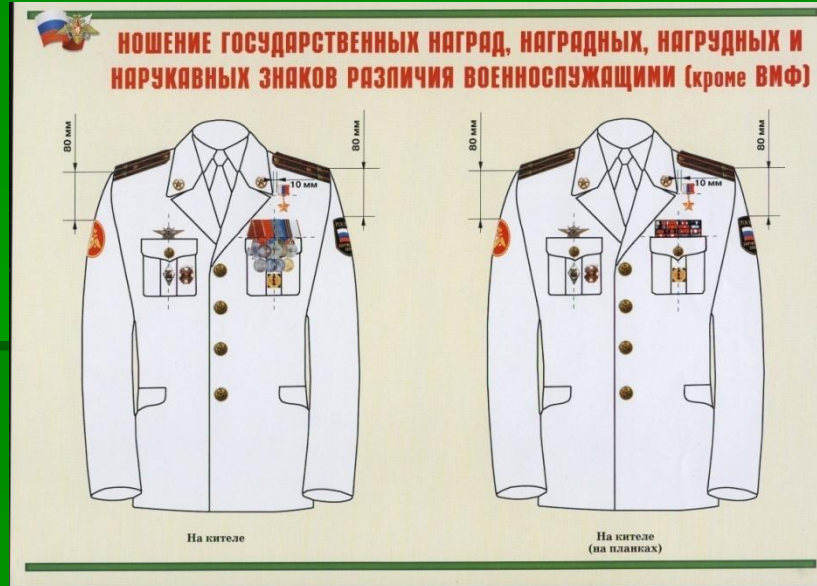 НОШЕНИЕ ГОСУДАРСТВЕННЫХ НАГРАД, НАГРАДНЫХ, НАГРУДНЫХ И
НАРУКАВНЫХ ЗНАКОВ РАЗЛИЧИЯ ВОЕННОСЛУЖАЩИМИ (кроме ВМФ)
80 мм
80 мм
10 мм
80 мм
80 мм
10 мм
На кителе
На кителе
(на планках)